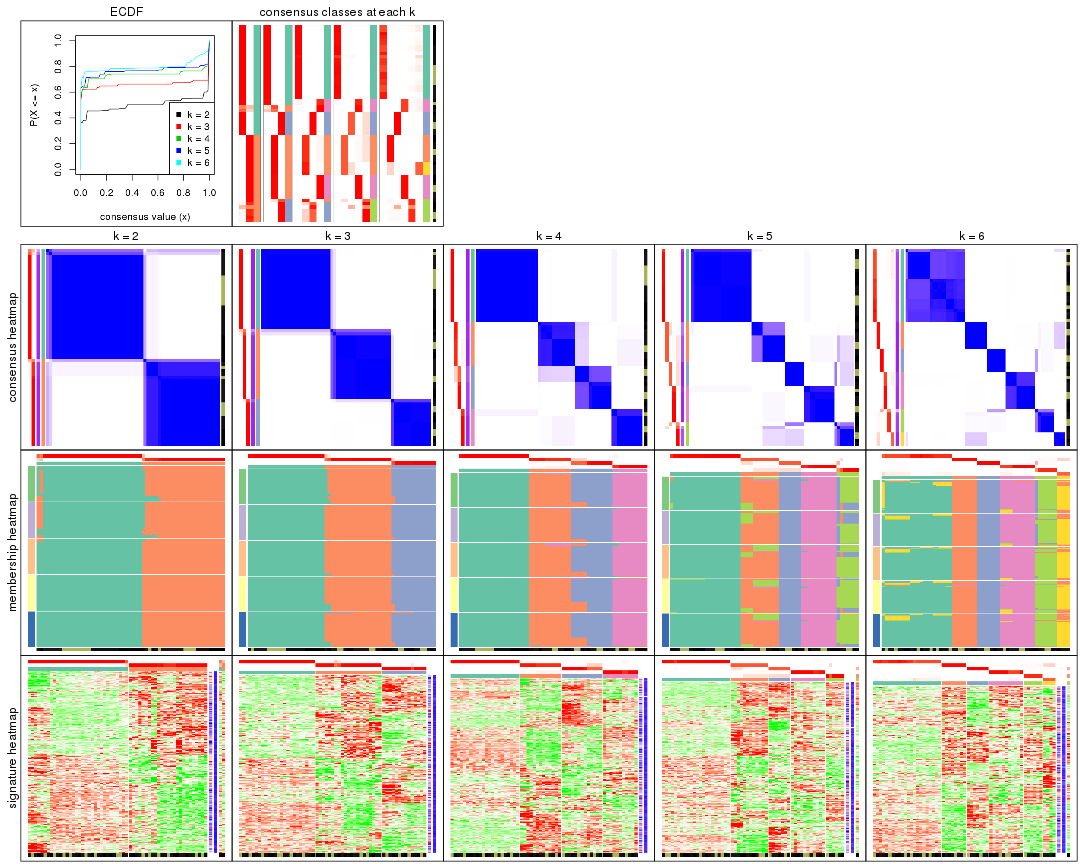 ECDF
consensus classes at each k
P(X <= x)
1.0
0.8
0.6
0.4
0.2
0.0
k = 2
k = 3
k = 4
k = 5
k = 6
0.0 0.2 0.4 0.6 0.8 1.0
consensus value (x)
k = 2 k = 3 k = 4 k = 5 k = 6
consensus heatmap
membership heatmap
signature heatmap